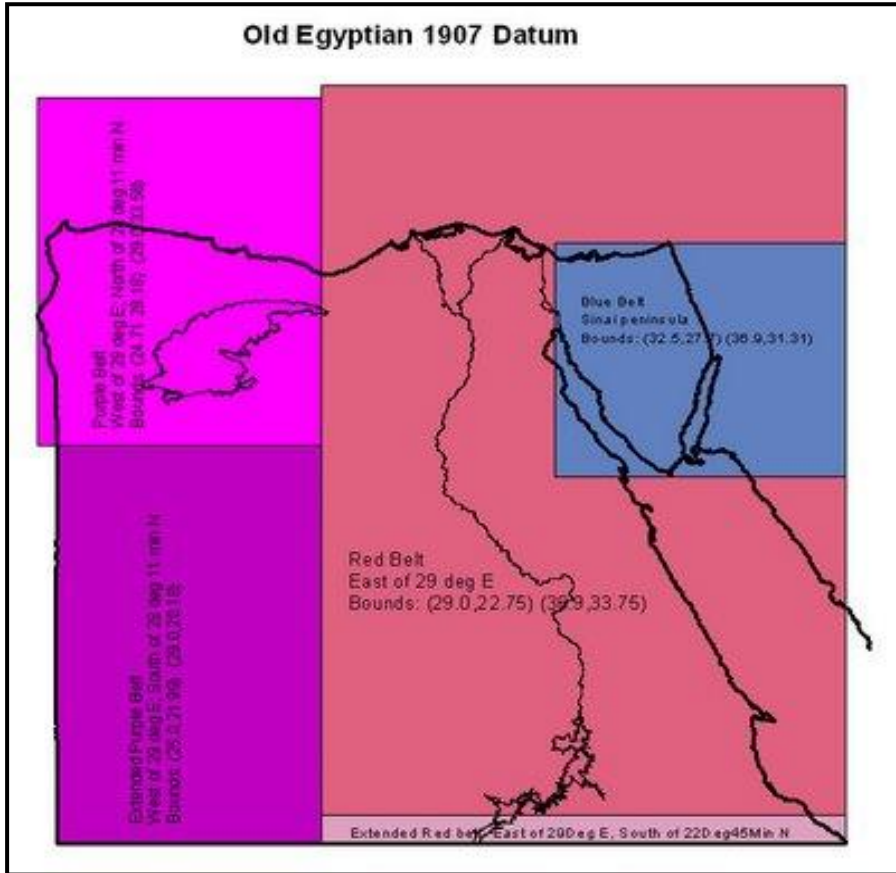 Old Egyptian 1907 Datum
Purple Belt
West of 29 deg E; North of 28 deg 11 min N
Bounds: (24.71 28.18) (29.0,33.58)
Blue Belt
Sinai peninsula
Bounds: (32.5,27.7) (36.9,31.31)
Red Belt
East of 29 deg E
Bounds: (29.0,22.75) (36.9,33.75)
Extended Purple Belt
West of 29 deg E; South of 28 deg 11 min N
Bounds: (25.0,21.99) (29.0,28.18)
Extended Red belt: East of 29Deg E, South of 22Deg45Min N